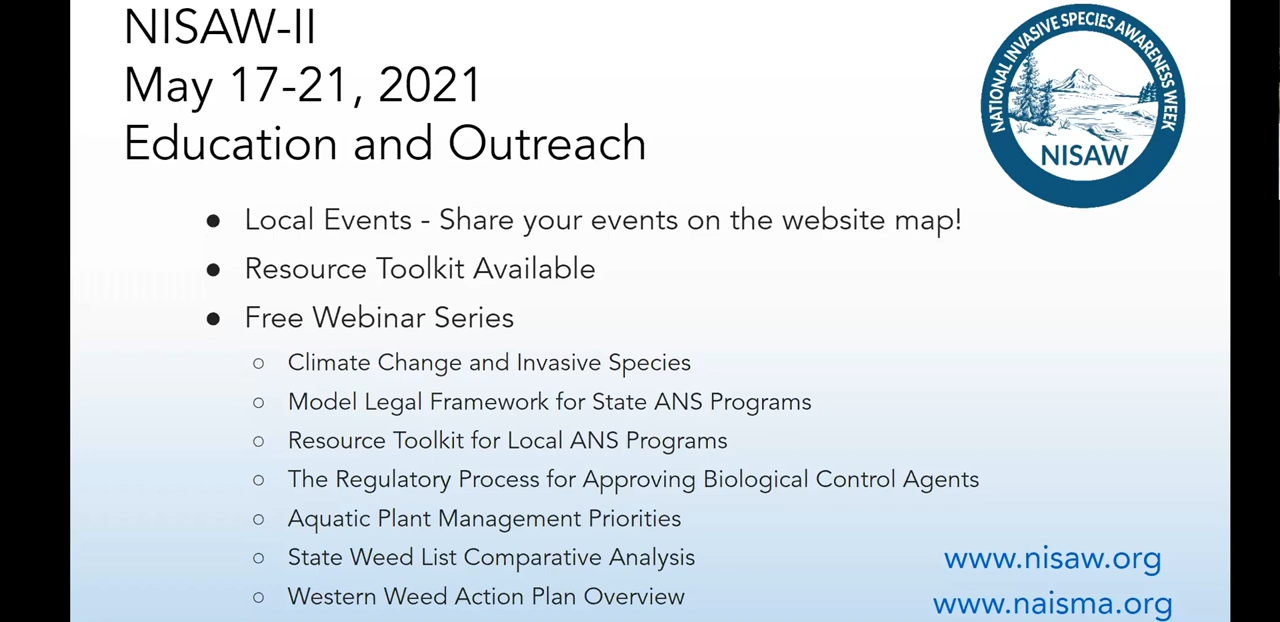 NISAW-II
May 17-21, 2021
Education and Outreach
NATIONAL INVASIVE SPECIES AWARENESS WEEK
NISAW
● Local Events - Share your events on the website map!
● Resource Toolkit Available
● Free Webinar Series
○ Climate Change and Invasive Species
○ Model Legal Framework for State ANS Programs
○ Resource Toolkit for Local ANS Programs
○ The Regulatory Process for Approving Biological Control Agents
○ Aquatic Plant Management Priorities
○ State Weed List Comparative Analysis
○ Western Weed Action Plan Overview
www.nisaw.org
www.naisma.org